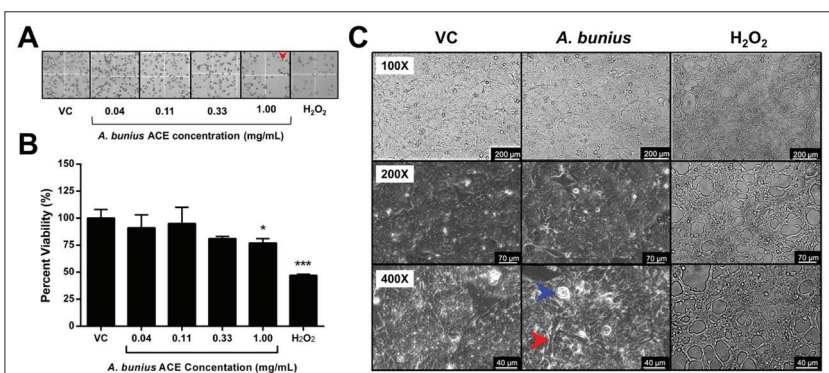 A
VC 0.04 0.11 0.33 1.00 H₂O₂
A. bunius ACE concentration (mg/mL)
B
Percent Viability (%)
150
125
100
75
50
25
0
*
***
VC 0.04 0.11 0.33 1.00 H₂O₂
A. bunius ACE Concentation (mg/mL)
C
VC A. bunius H₂O₂
100X
200 µm 200 µm 200 µm
200X
70 µm 70 µm 70 µm
400X
40 µm 40 µm 40 µm